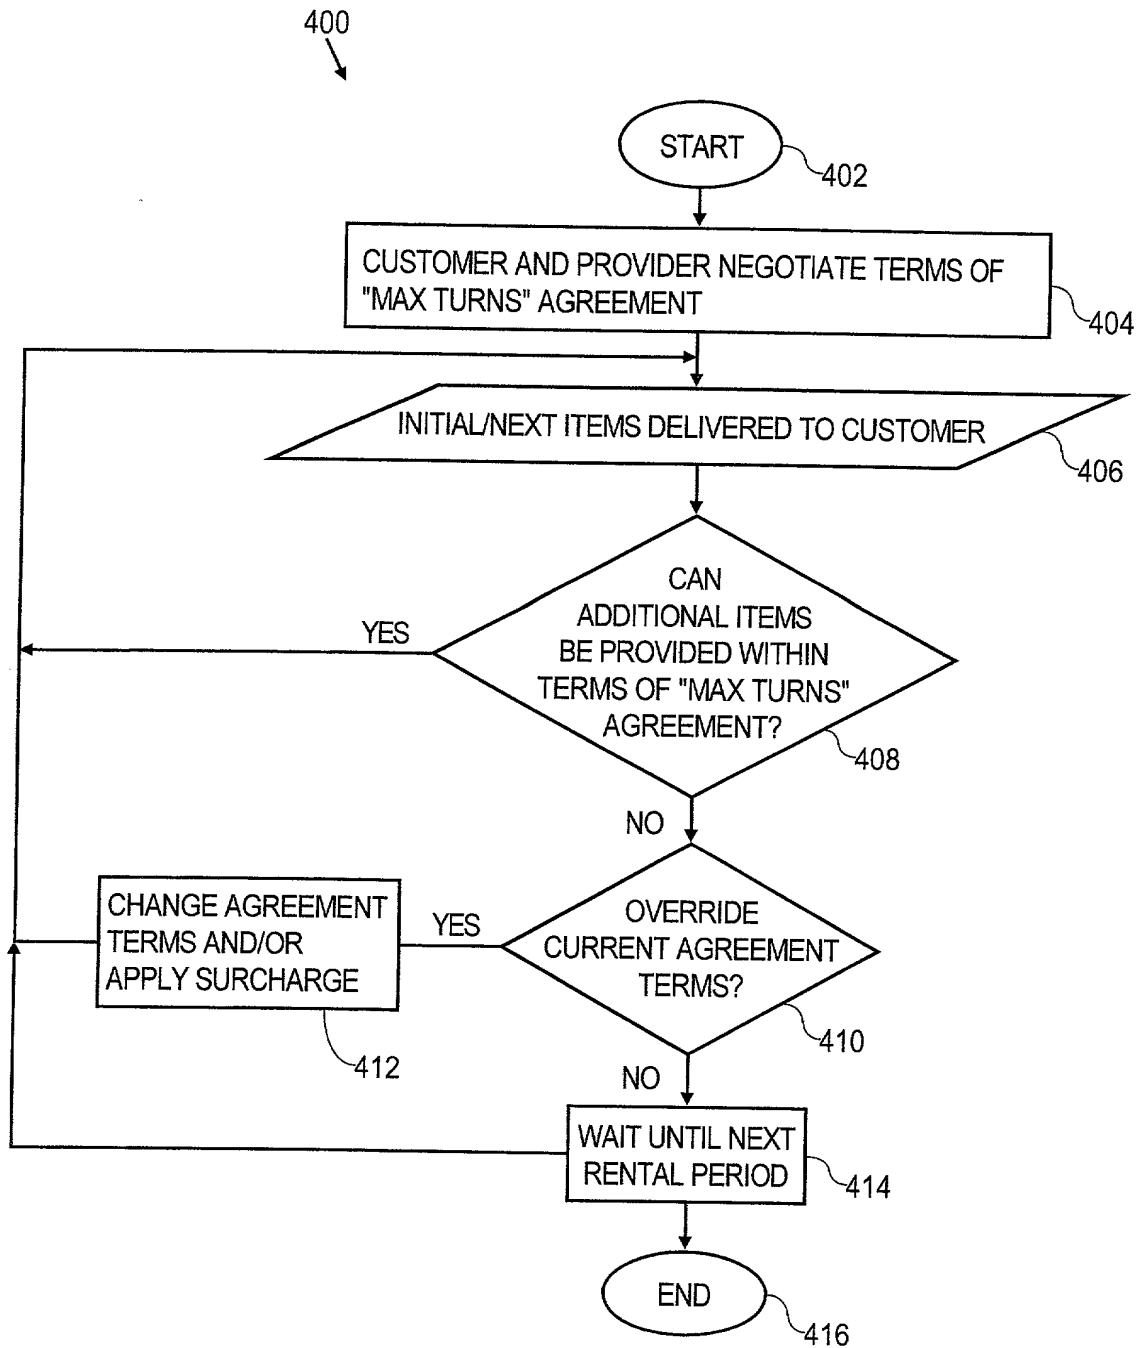 400
START
402
CUSTOMER AND PROVIDER NEGOTIATE TERMS OF
"MAX TURNS" AGREEMENT
404
INITIAL/NEXT ITEMS DELIVERED TO CUSTOMER
406
CAN
ADDITIONAL ITEMS
BE PROVIDED WITHIN
TERMS OF "MAX TURNS"
AGREEMENT?
YES
408
NO
OVERRIDE
CURRENT AGREEMENT
TERMS?
YES
410
CHANGE AGREEMENT
TERMS AND/OR
APPLY SURCHARGE
412
NO
WAIT UNTIL NEXT
RENTAL PERIOD
414
END
416